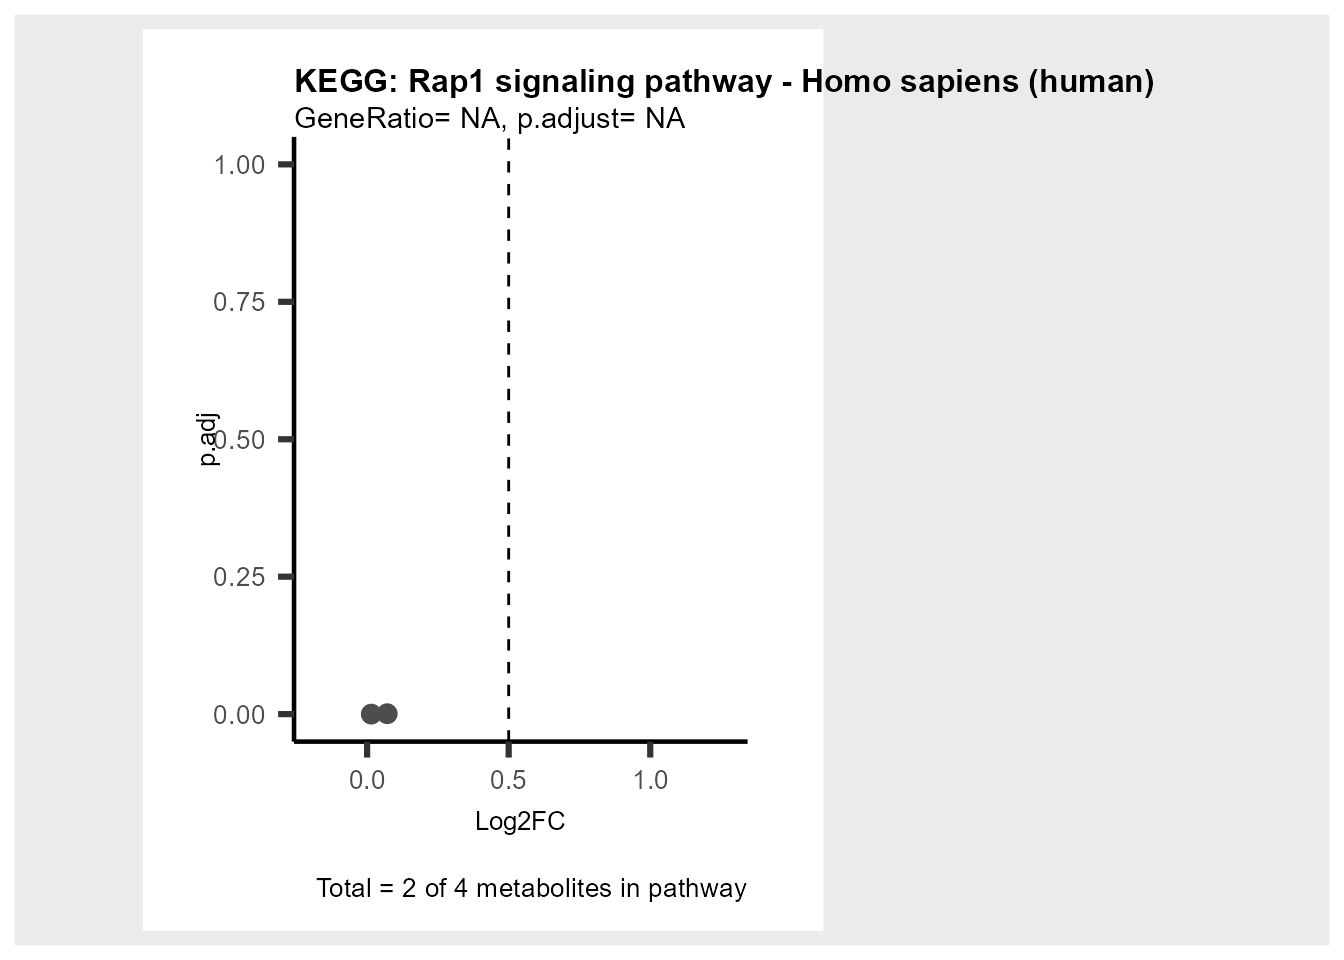 KEGG: Rap1 signaling pathway - Homo sapiens (human)
GeneRatio= NA, p.adjust= NA
1.00
0.75
0.50
0.25
0.00
p.adj
0.0 0.5 1.0
Log2FC
Total = 2 of 4 metabolites in pathway